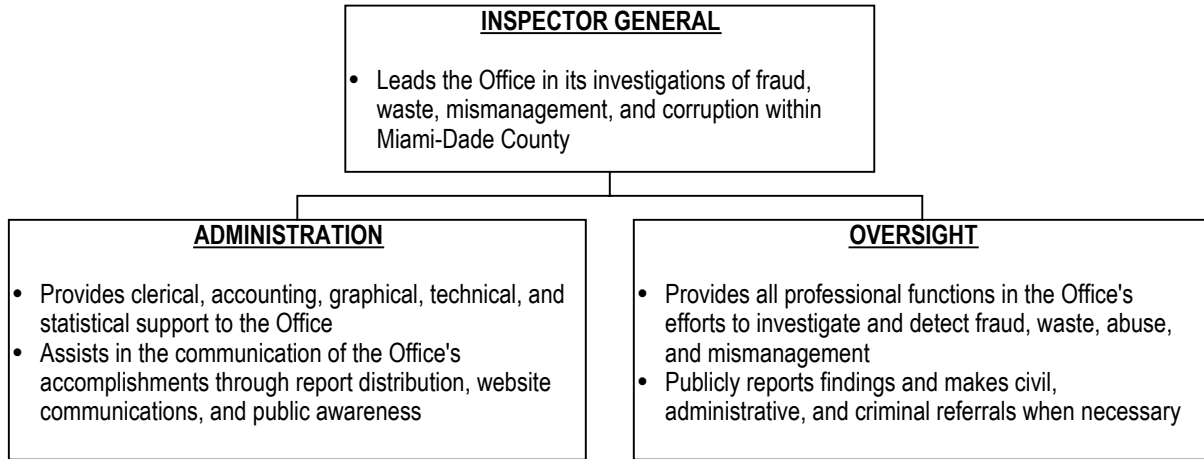 INSPECTOR GENERAL
• Leads the Office in its investigations of fraud,
waste, mismanagement, and corruption within
Miami-Dade County
ADMINISTRATION
• Provides clerical, accounting, graphical, technical, and
statistical support to the Office
• Assists in the communication of the Office's
accomplishments through report distribution, website
communications, and public awareness
OVERSIGHT
• Provides all professional functions in the Office's
efforts to investigate and detect fraud, waste, abuse,
and mismanagement
• Publicly reports findings and makes civil,
administrative, and criminal referrals when necessary